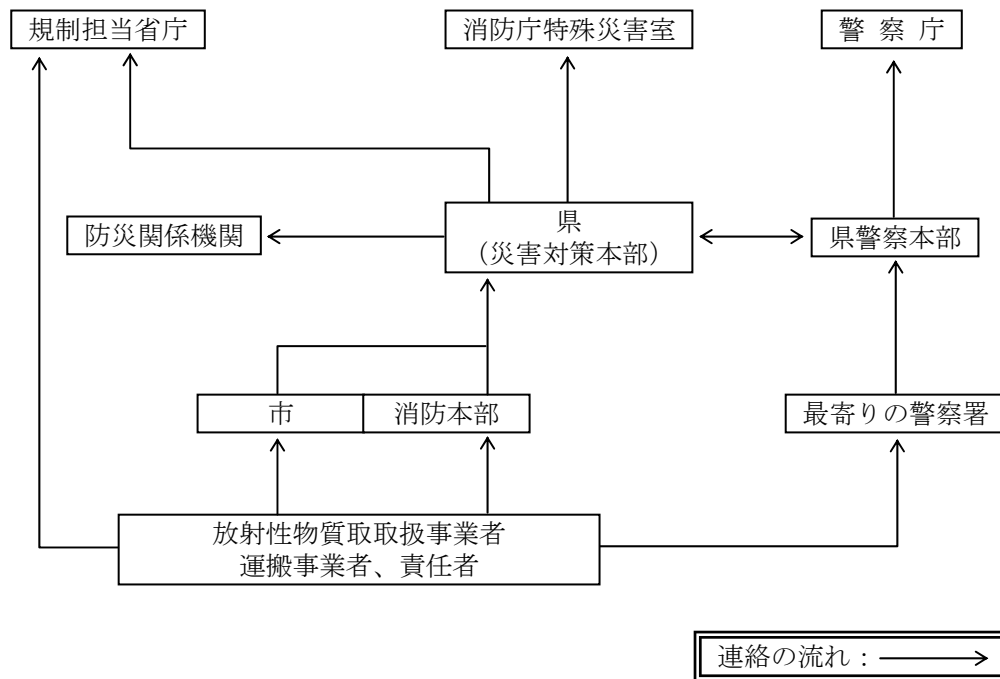 規制担当省庁
消防庁特殊災害室
警 察 庁
防災関係機関
県
（災害対策本部）
県警察本部
市
消防本部
最寄りの警察署
放射性物質取取扱事業者
運搬事業者、責任者
連絡の流れ：